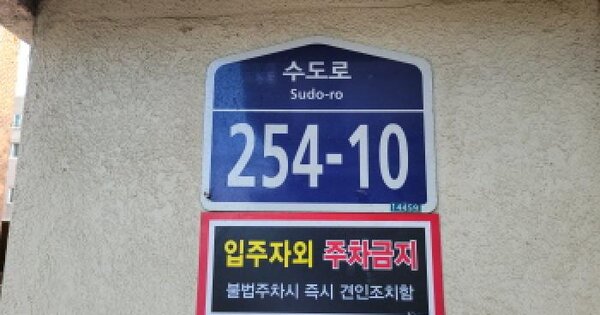 수도로
Sudo-ro
254-10
14459
입주자외 주차금지
불법주차시 즉시 견인조치함